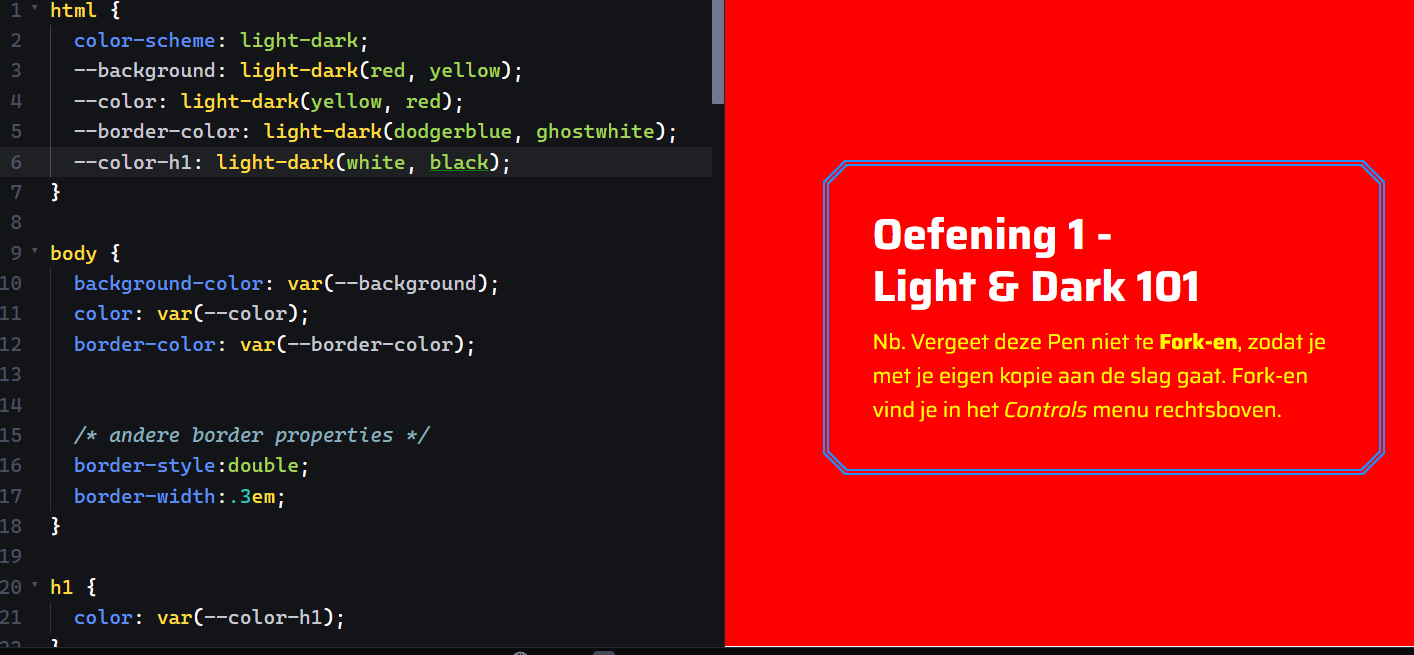 1 html {
2 color-scheme: light-dark;
3 --background: light-dark(red, yellow);
4 --color: light-dark(yellow, red);
5 --border-color: light-dark(dodgerblue, ghostwhite);
6 --color-h1: light-dark(white, black);
7 }
8
9 body {
10 background-color: var(--background);
11 color: var(--color);
12 border-color: var(--border-color);
13
14
15 /* andere border properties */
16 border-style:double;
17 border-width:.3em;
18 }
19
20 h1 {
21 color: var(--color-h1);
22 }
Oefening 1 -
Light & Dark 101
Nb. Vergeet deze Pen niet te Fork-en, zodat je
met je eigen kopie aan de slag gaat. Fork-en
vind je in het Controls menu rechtsboven.